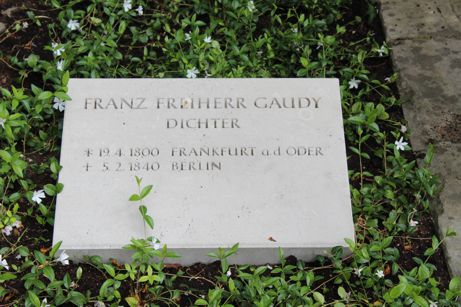 FRANZ FREIHERR GAUDY
DICHTER
* 19.4.1800 FRANKFURT a.d ODER
+ 5.2.1840 BERLIN